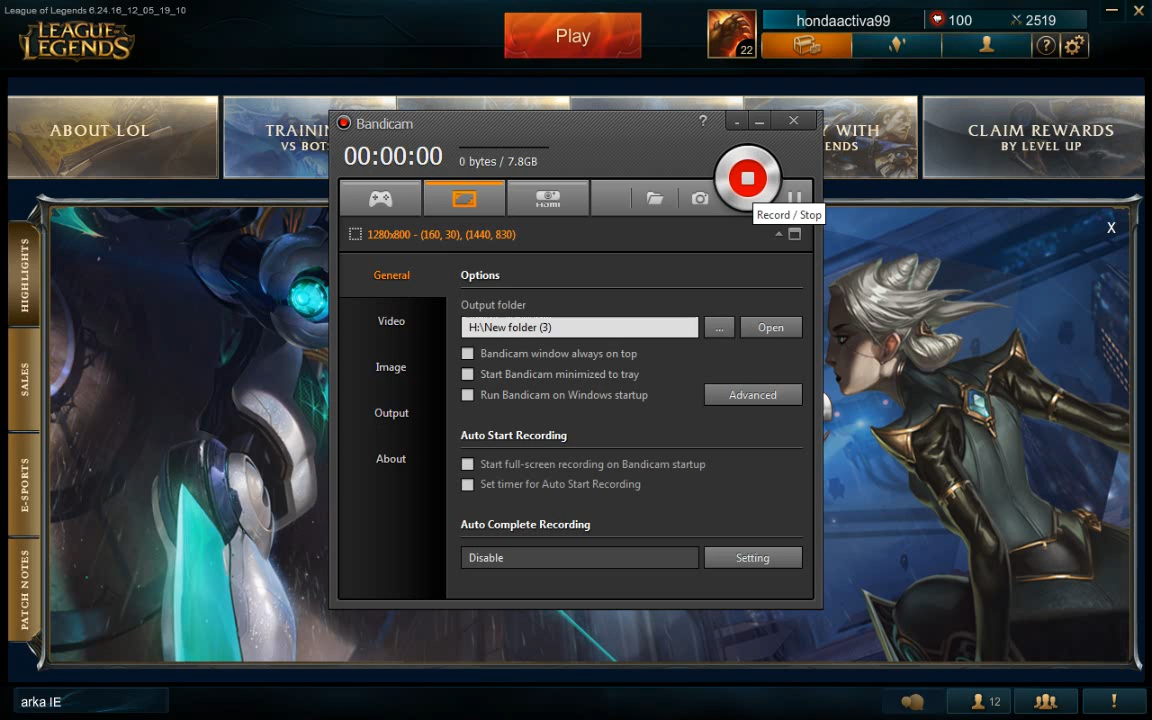 League of Legends 6.24.16_12_05_19_10
LEAGUE OF LEGENDS
Play
22
hondaactiva99
100
2519
?
ABOUT LOL
VS BOTS
Y WITH
ENDS
CLAIM REWARDS
BY LEVEL UP
Bandicam
?
00:00:00
0 bytes / 7.8GB
HDMI
Record / Stop
1280x800 - (160, 30), (1440, 830)
X
HIGHLIGHTS
SALES
E-SPORTS
PATCH NOTES
General
Video
Image
Output
About
Options
Output folder
H:\New folder (3)
...
Open
Bandicam window always on top
Start Bandicam minimized to tray
Run Bandicam on Windows startup
Advanced
Auto Start Recording
Start full-screen recording on Bandicam startup
Set timer for Auto Start Recording
Auto Complete Recording
Disable
Setting
arka IE
12
!